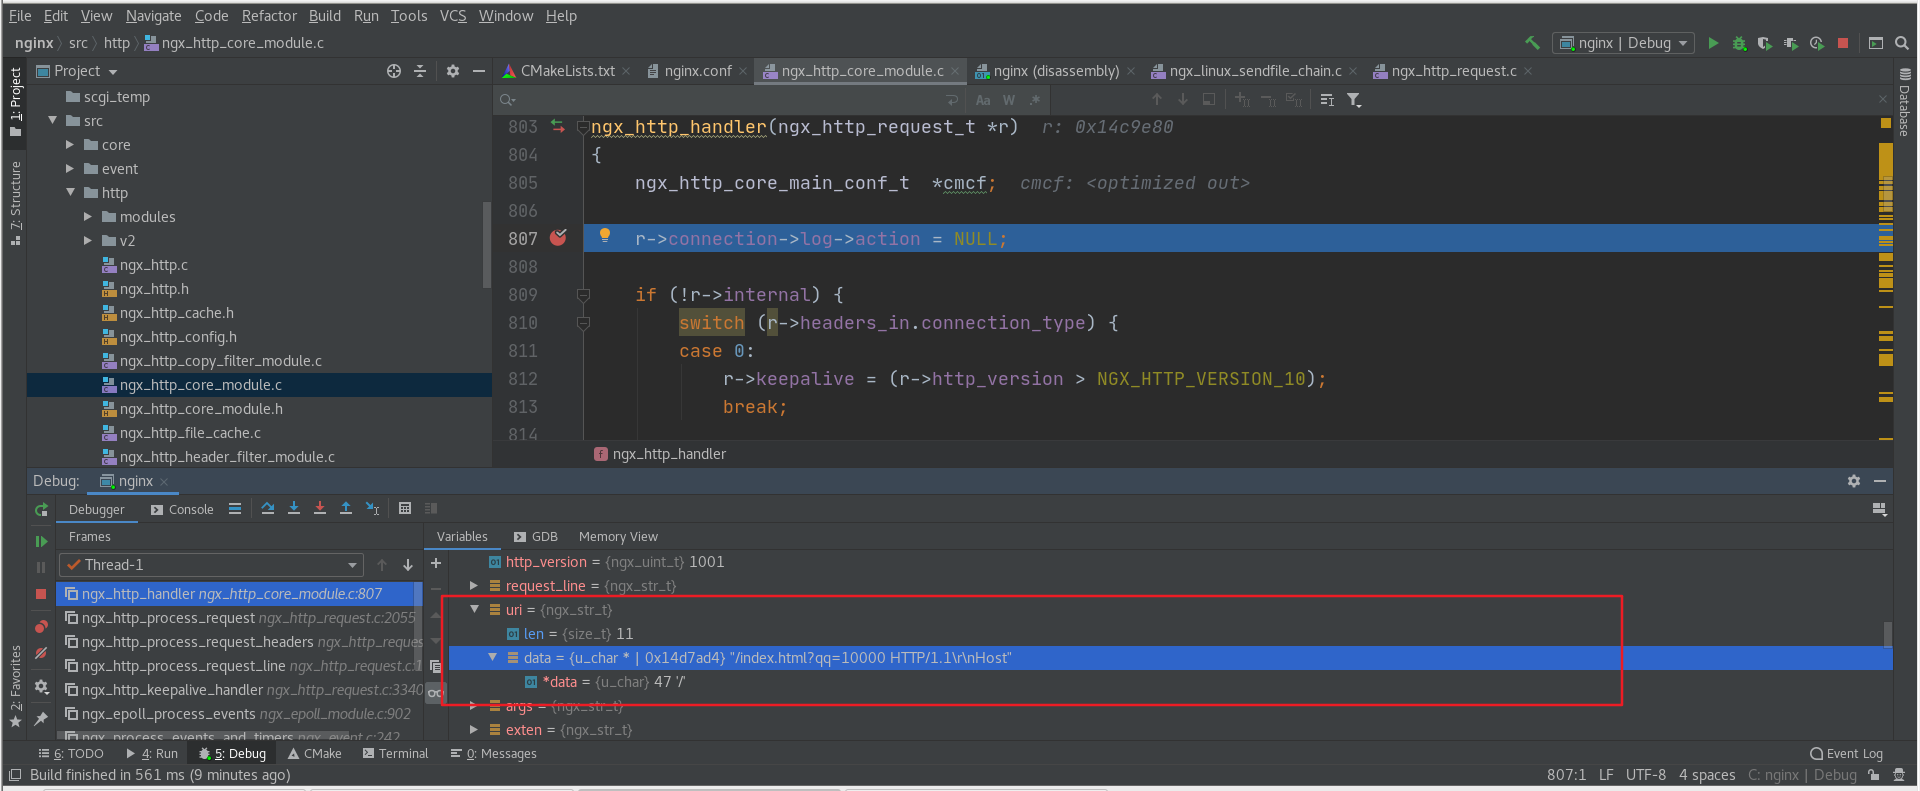 File Edit View Navigate Code Refactor Build Run Tools VCS Window Help
nginx src http ngx_http_core_module.c
nginx | Debug
1: Project
7: Structure
2: Favorites
Database
Project
scgi_temp
src
core
event
http
modules
v2
ngx_http.c
ngx_http.h
ngx_http_cache.h
ngx_http_config.h
ngx_http_copy_filter_module.c
ngx_http_core_module.c
ngx_http_core_module.h
ngx_http_file_cache.c
ngx_http_header_filter_module.c
CMakeLists.txt nginx.conf ngx_http_core_module.c nginx (disassembly) ngx_linux_sendfile_chain.c ngx_http_request.c
Aa W .*
803 ngx_http_handler(ngx_http_request_t *r) r: 0x14c9e80
804 {
805 ngx_http_core_main_conf_t *cmcf; cmcf: <optimized out>
806
807 r->connection->log->action = NULL;
808
809 if (!r->internal) {
810 switch (r->headers_in.connection_type) {
811 case 0:
812 r->keepalive = (r->http_version > NGX_HTTP_VERSION_10);
813 break;
814
ngx_http_handler
Debug: nginx
Debugger Console
Frames
Thread-1
ngx_http_handler ngx_http_core_module.c:807
ngx_http_process_request ngx_http_request.c:2055
ngx_http_process_request_headers ngx_http_reques
ngx_http_process_request_line ngx_http_request.c:1
ngx_http_keepalive_handler ngx_http_request.c:3340
ngx_epoll_process_events ngx_epoll_module.c:902
ngx_process_events_and_timers ngx_event.c:242
Variables GDB Memory View
http_version = {ngx_uint_t} 1001
request_line = {ngx_str_t}
uri = {ngx_str_t}
len = {size_t} 11
data = {u_char * | 0x14d7ad4} "/index.html?qq=10000 HTTP/1.1\r\nHost"
*data = {u_char} 47 '/'
args = {ngx_str_t}
exten = {ngx_str_t}
6: TODO 4: Run 5: Debug CMake Terminal 0: Messages Event Log
Build finished in 561 ms (9 minutes ago) 807:1 LF UTF-8 4 spaces C: nginx | Debug